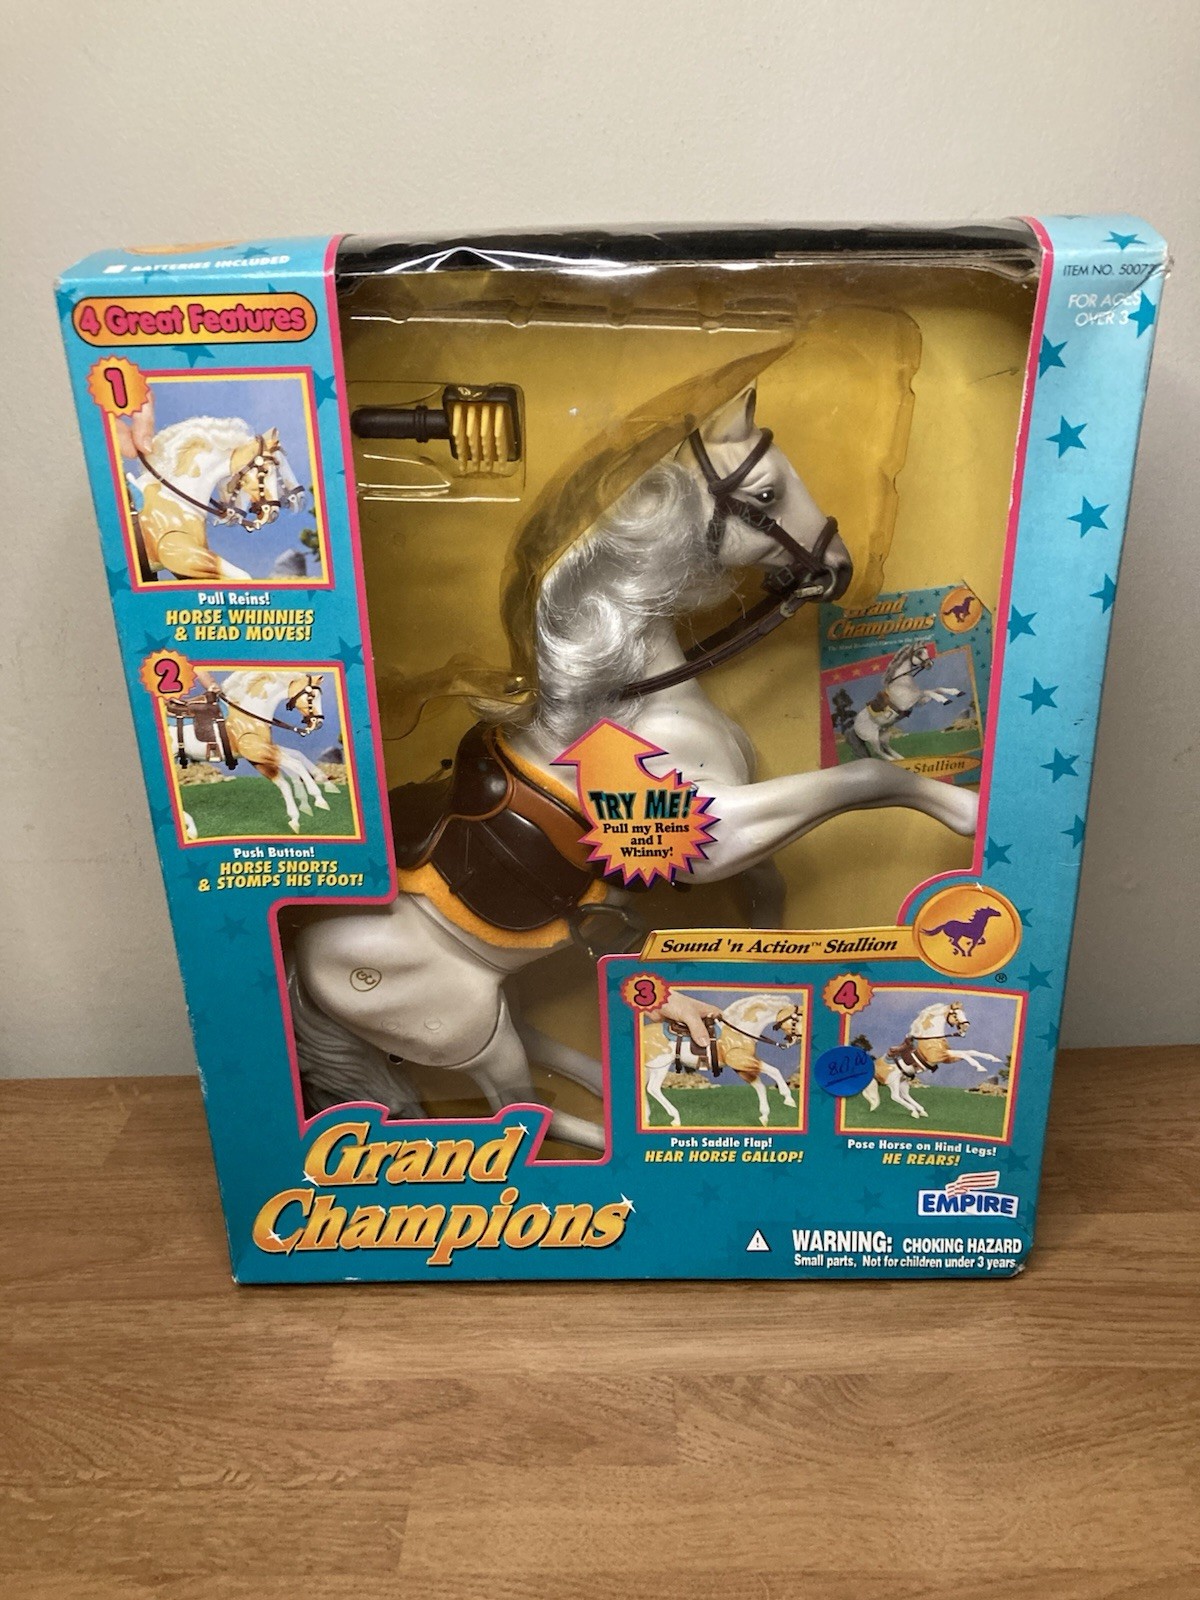 BATTERIES INCLUDED
4 Great Features
1
Pull Reins!
HORSE WHINNIES
& HEAD MOVES!
2
Push Button!
HORSE SNORTS
& STOMPS HIS FOOT!
ITEM NO.
FOR AGES
OVER 3
Grand
Champions
Stallion
TRY ME!
Pull my Reins
and I
Whinny!
GC
Sound 'n Action™ Stallion
®
3
Push Saddle Flap!
HEAR HORSE GALLOP!
4
Pose Horse on Hind Legs!
HE REARS!
Grand
Champions
EMPIRE
WARNING: CHOKING HAZARD
Small parts, Not for children under 3 years.